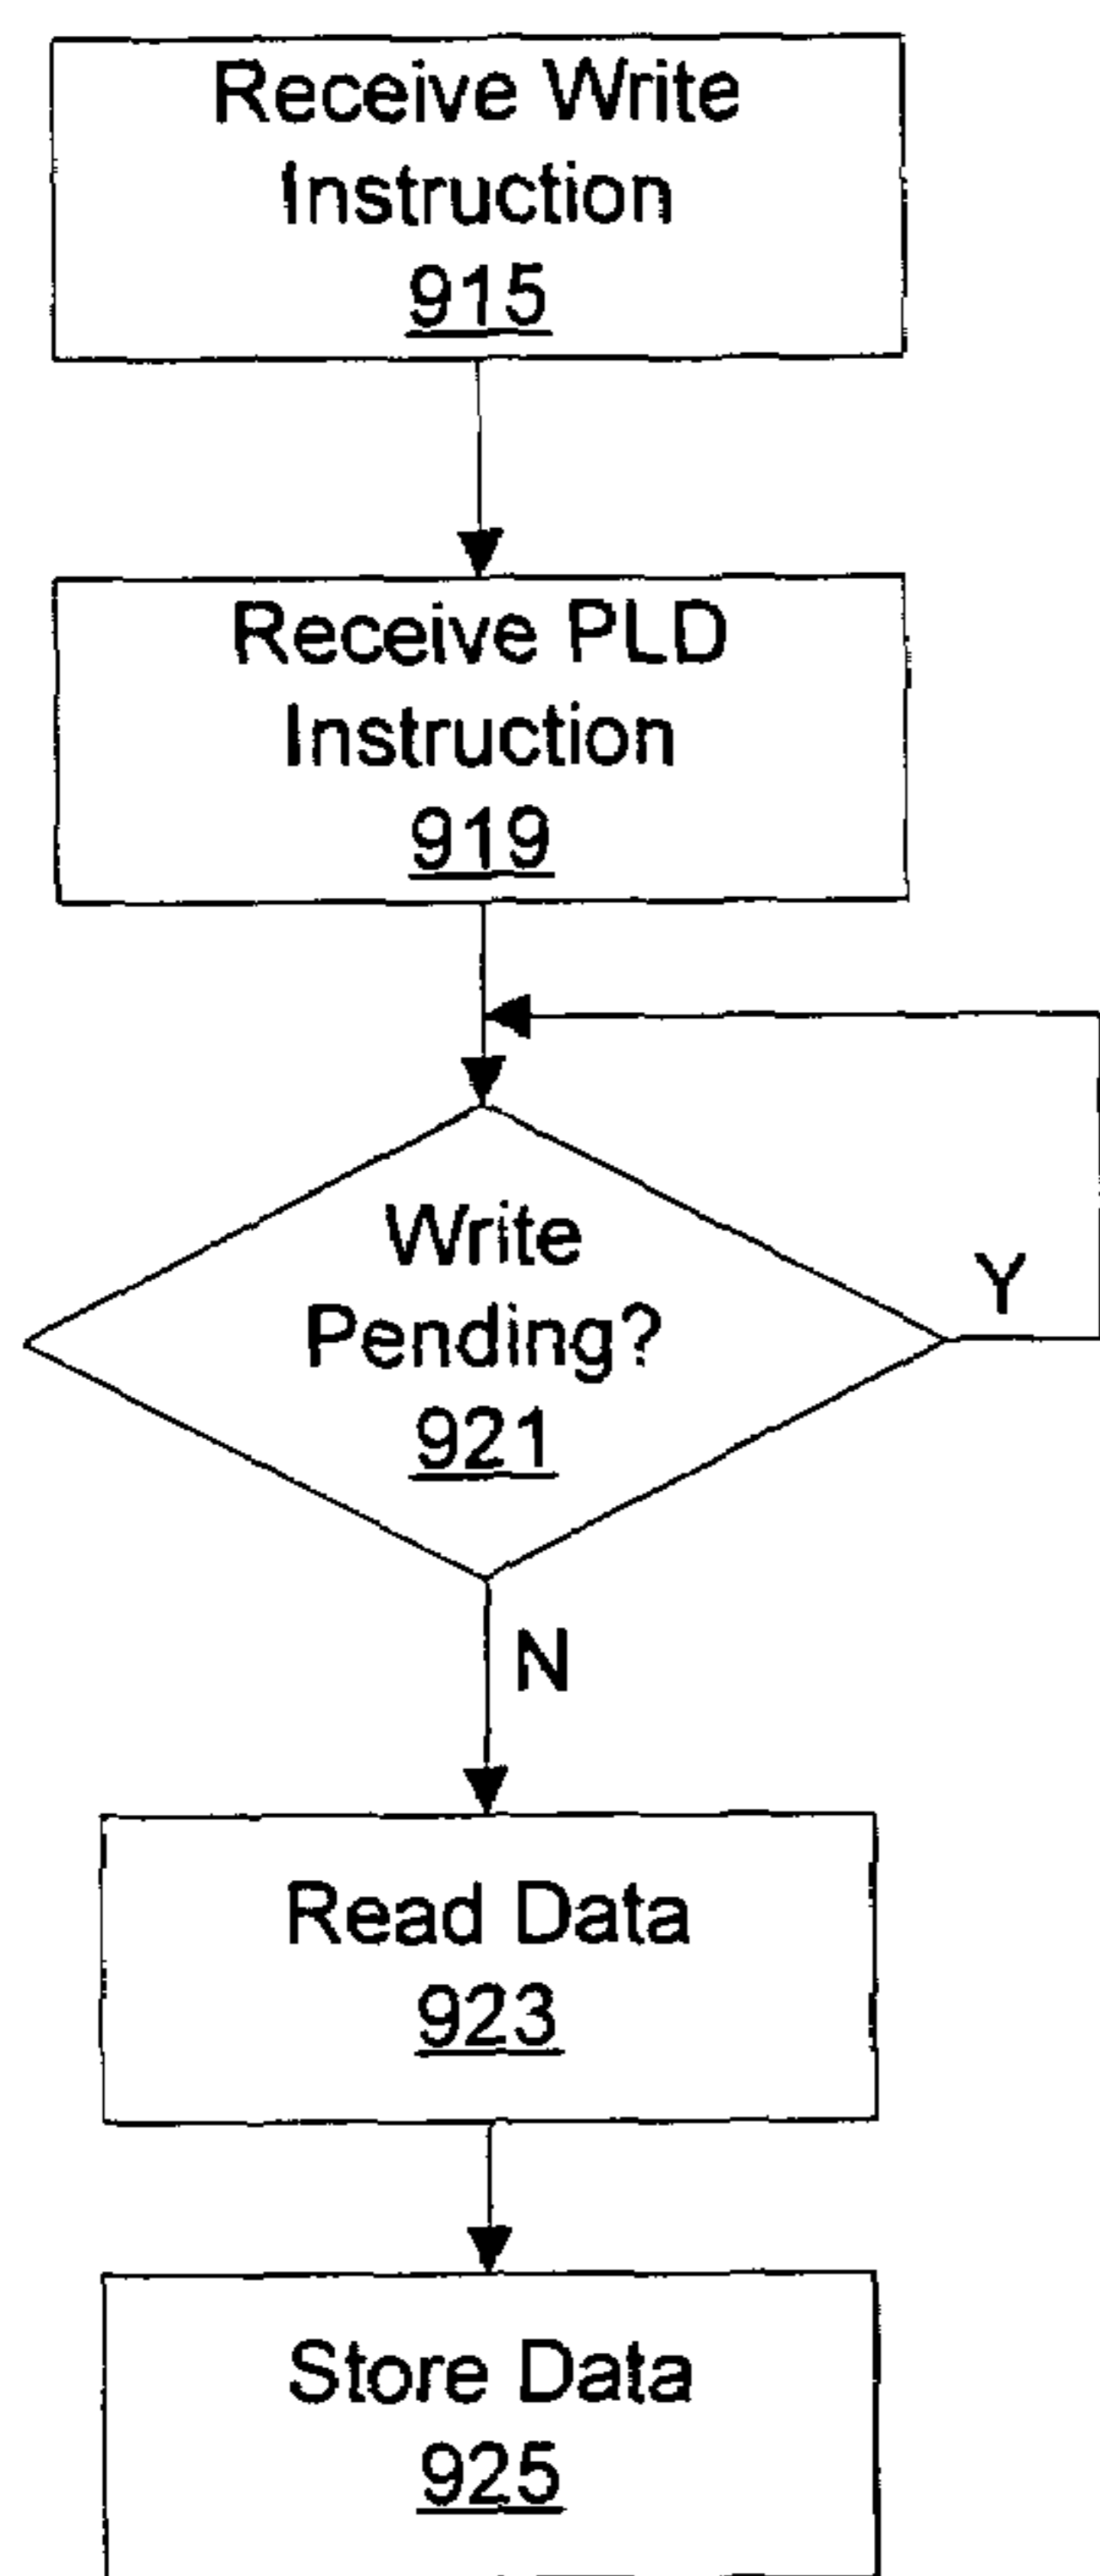 Receive Write
Instruction
915
Receive PLD
Instruction
919
Write
Pending?
921
Y
N
Read Data
923
Store Data
925